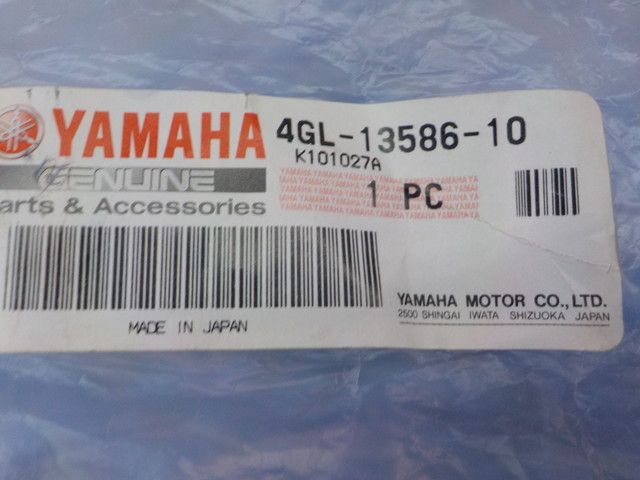 YAMAHA
4GL-13586-10
K101027A
GENUINE
arts & Accessories
1 PC
MADE IN JAPAN
YAMAHA MOTOR CO., LTD.
2500 SHINGAI IWATA SHIZUOKA JAPAN